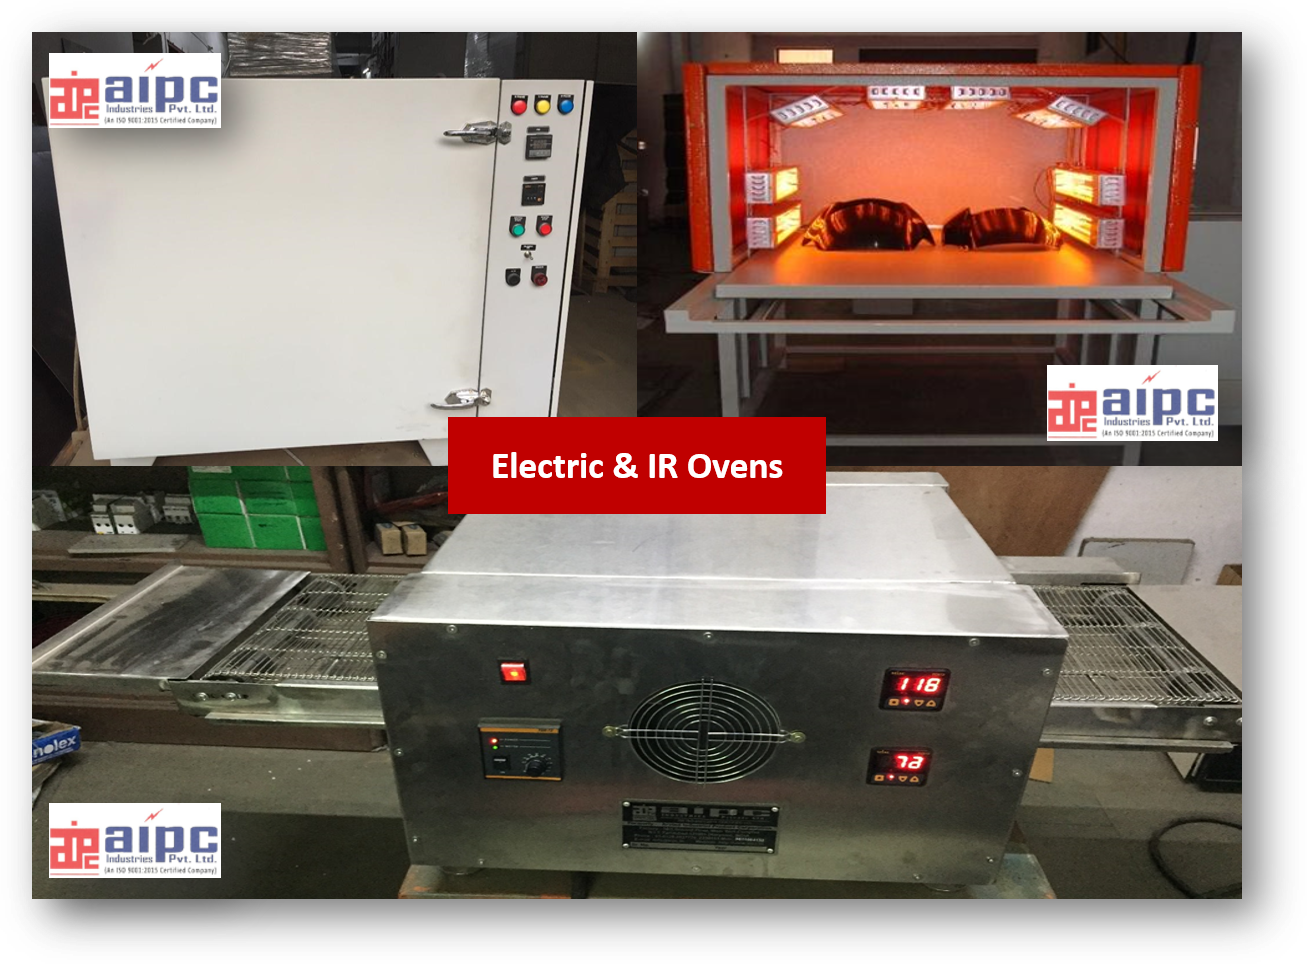 aipc
Industries Pvt. Ltd.
(An ISO 9001:2015 Certified Company)
aipc
Industries Pvt. Ltd.
(An ISO 9001:2015 Certified Company)
Electric & IR Ovens
118
72
nolex
aipc
Industries Pvt. Ltd.
(An ISO 9001:2015 Certified Company)